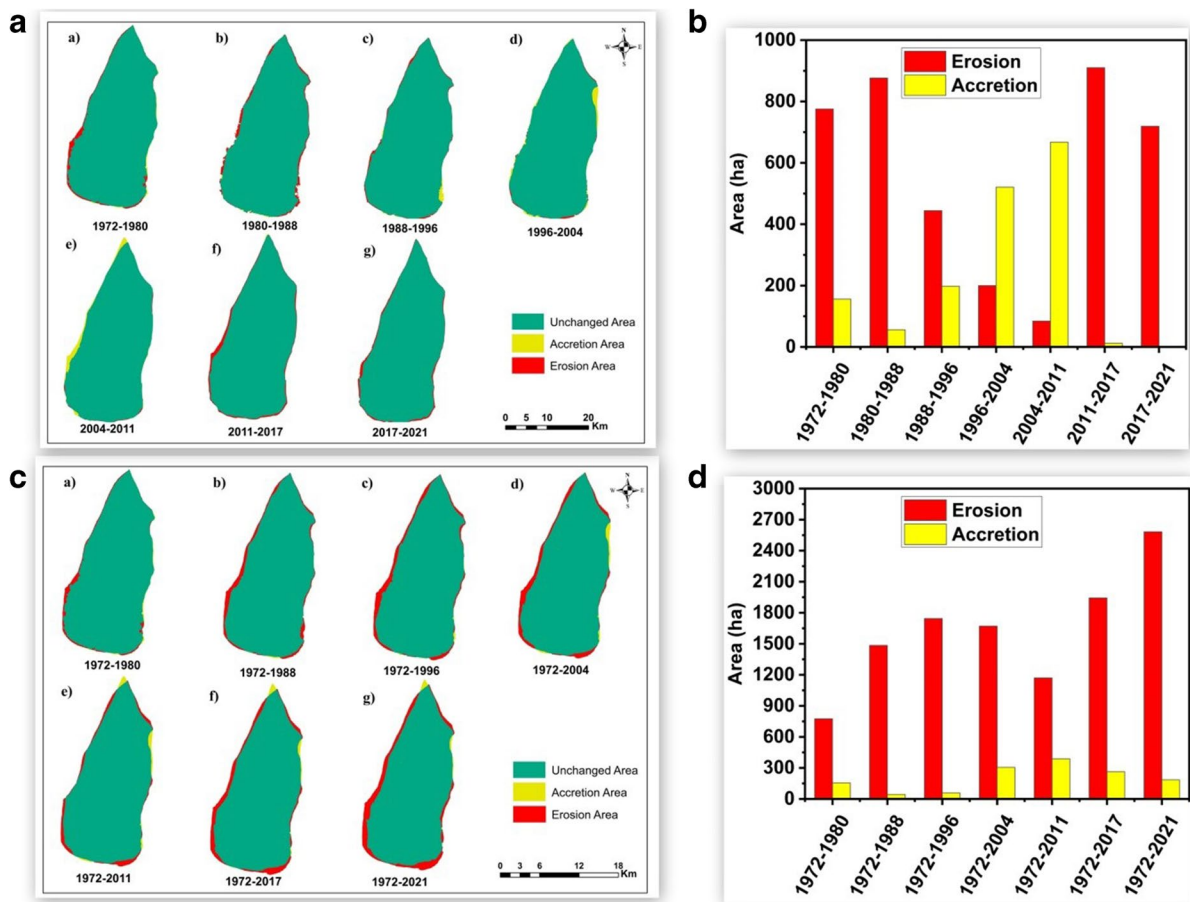 a
a)
b)
c)
d)
N
W
E
S
1972-1980
1980-1988
1988-1996
1996-2004
e)
f)
g)
Unchanged Area
Accretion Area
Erosion Area
2004-2011
2011-2017
2017-2021
0 5 10 20
Km
b
Area (ha)
1000
800
600
400
200
0
Erosion
Accretion
1972-1980
1980-1988
1988-1996
1996-2004
2004-2011
2011-2017
2017-2021
c
a)
b)
c)
d)
N
W
E
S
1972-1980
1972-1988
1972-1996
1972-2004
e)
f)
g)
Unchanged Area
Accretion Area
Erosion Area
1972-2011
1972-2017
1972-2021
0 3 6 12 18
Km
d
Area (ha)
3000
2700
2400
2100
1800
1500
1200
900
600
300
0
Erosion
Accretion
1972-1980
1972-1988
1972-1996
1972-2004
1972-2011
1972-2017
1972-2021